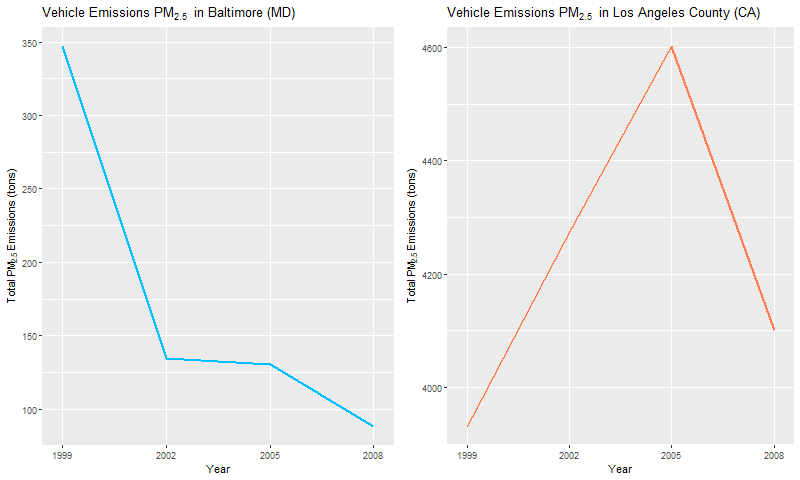 Vehicle Emissions PM2.5 in Baltimore (MD)
Total PM2.5 Emissions (tons)
350
300
250
200
150
100
1999 2002 2005 2008
Year
Vehicle Emissions PM2.5 in Los Angeles County (CA)
Total PM2.5 Emissions (tons)
4600
4400
4200
4000
1999 2002 2005 2008
Year